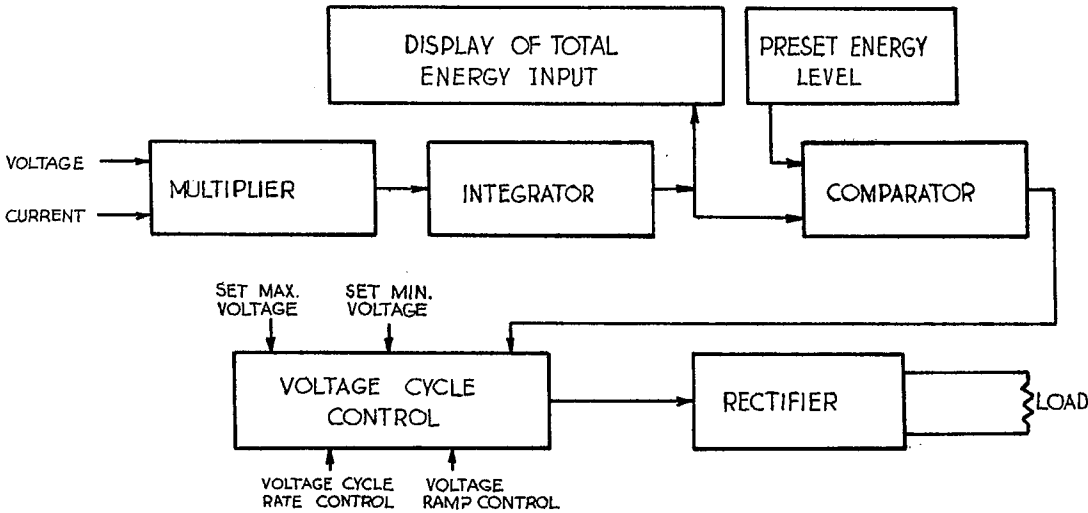 DISPLAY OF TOTAL
ENERGY INPUT
PRESET ENERGY
LEVEL
VOLTAGE
CURRENT
MULTIPLIER
INTEGRATOR
COMPARATOR
SET MAX.
VOLTAGE
SET MIN.
VOLTAGE
VOLTAGE CYCLE
CONTROL
RECTIFIER
LOAD
VOLTAGE CYCLE
RATE CONTROL
VOLTAGE
RAMP CONTROL